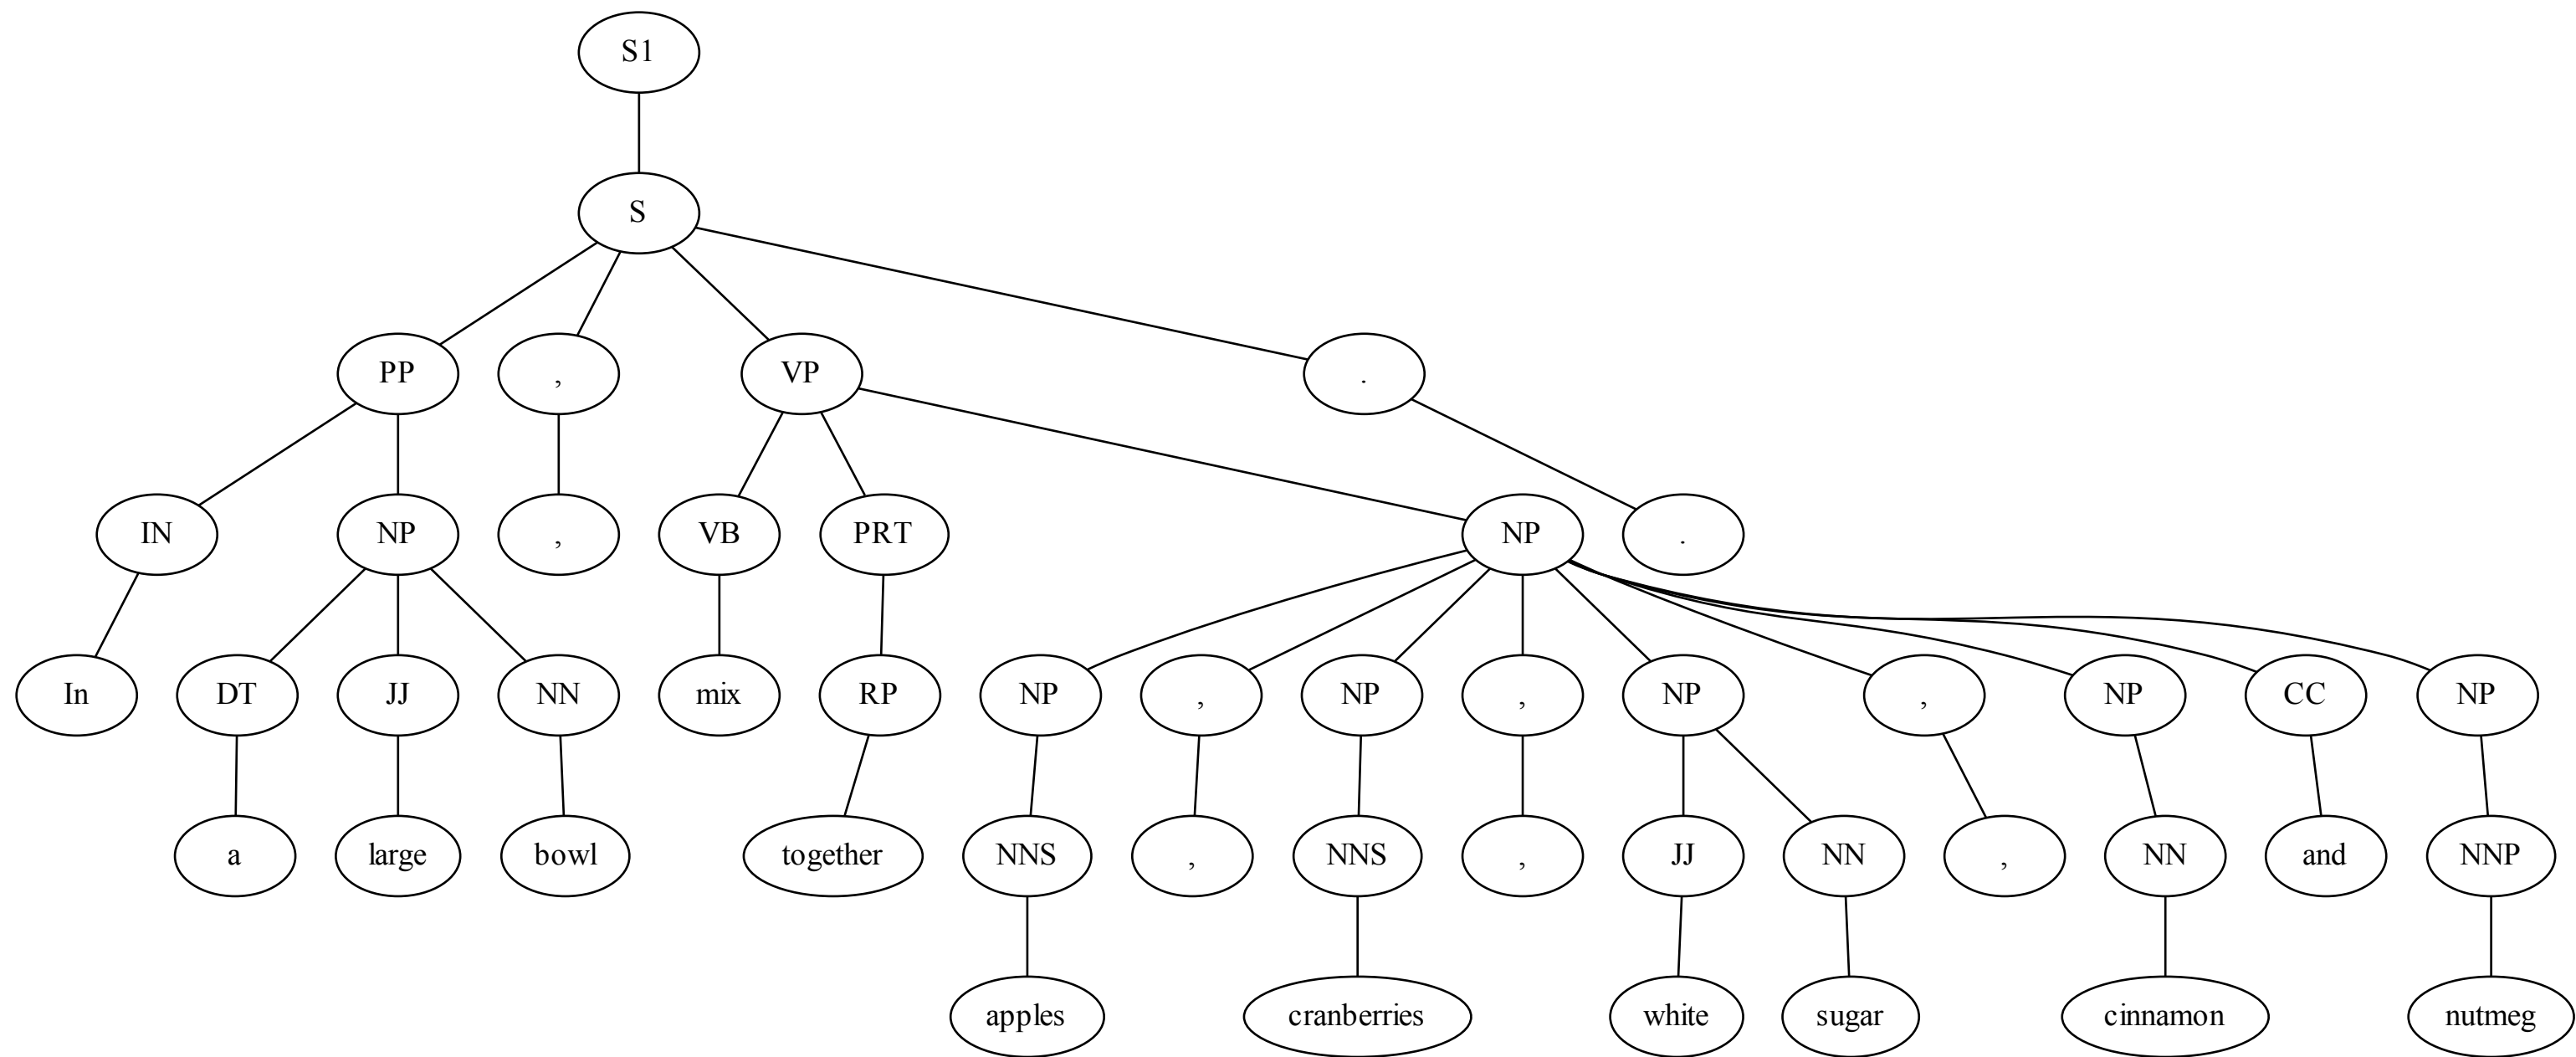 S1
S
PP , VP .
IN NP , VB PRT NP .
In DT JJ NN mix RP NP , NP , NP , NP CC NP
a large bowl together NNS , NNS , JJ NN , NN and NNP
apples cranberries white sugar cinnamon nutmeg